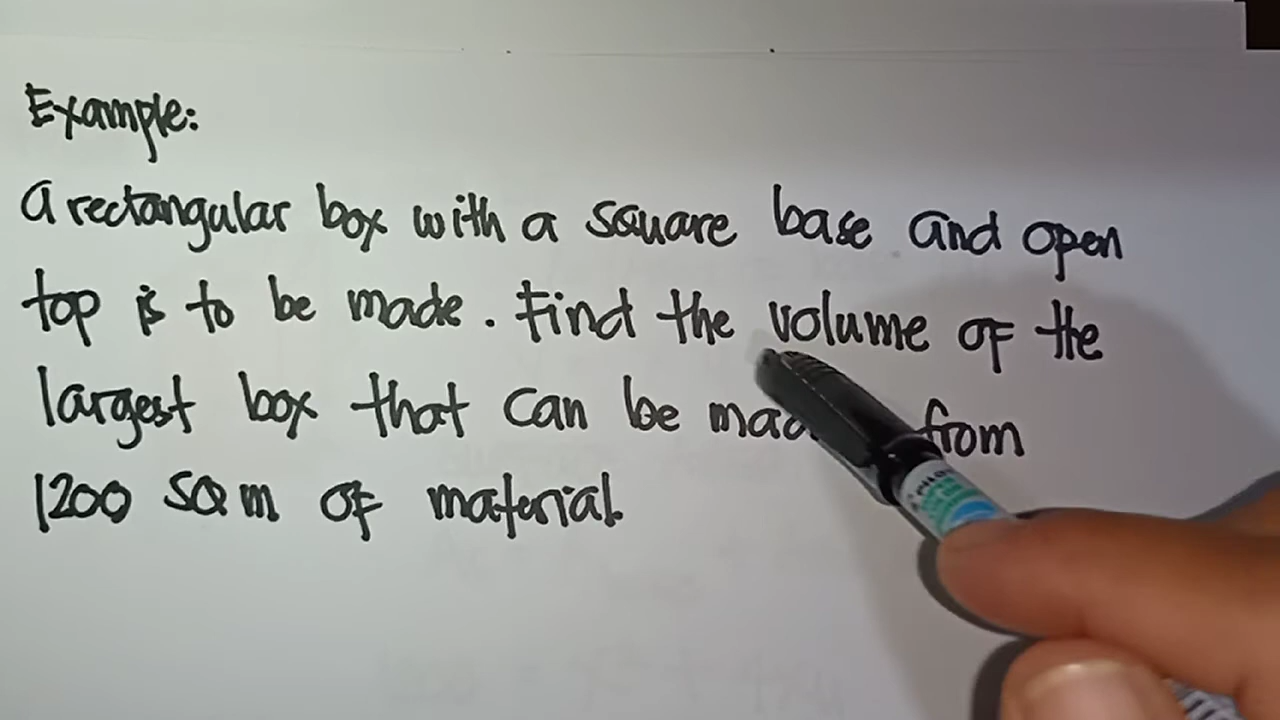 Example:
A rectangular box with a square base and open
top is to be made. Find the volume of the
largest box that can be from
1200 sqm of material.